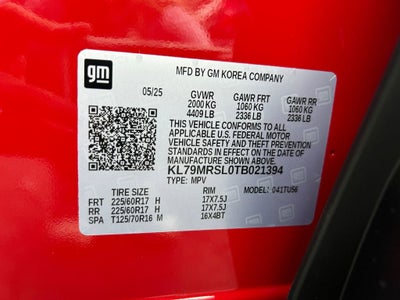 gm
MFD BY GM KOREA COMPANY
05/25 GVWR GAWR FRT GAWR RR
2000 KG 1060 KG 1060 KG
4409 LB 2336 LB 2336 LB
THIS VEHICLE CONFORMS TO ALL
APPLICABLE U.S. FEDERAL MOTOR
VEHICLE SAFETY AND THEFT
PREVENTION STANDARDS IN EFFECT
ON THE DATE OF MANUFACTURE
SHOWN ABOVE.
KL79MRSL0TB021394
TYPE: MPV
TIRE SIZE RIM MODEL: 041TU56
FRT 225/60R17 H 17X7.5J
RR 225/60R17 H 17X7.5J
SPA T125/70R16 M 16X4BT